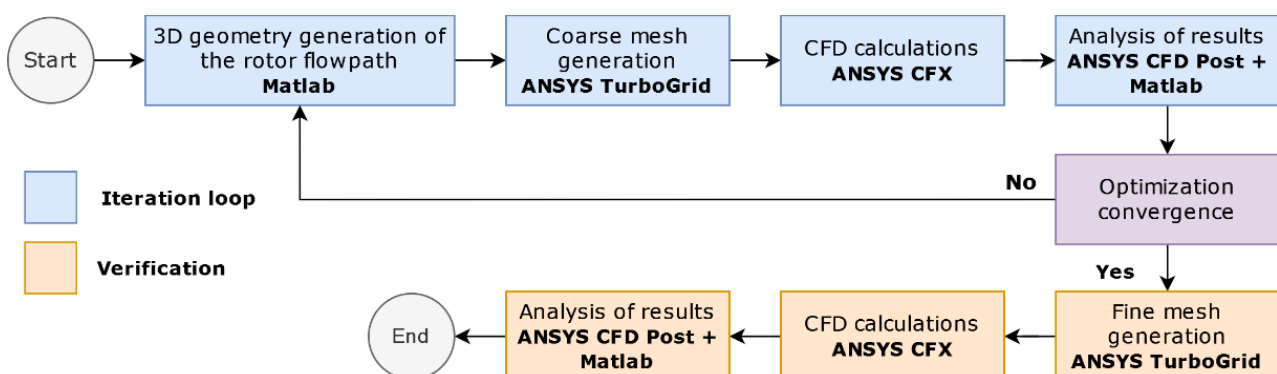 Start
3D geometry generation of
the rotor flowpath
Matlab
Coarse mesh
generation
ANSYS TurboGrid
CFD calculations
ANSYS CFX
Analysis of results
ANSYS CFD Post +
Matlab
No
Optimization
convergence
Iteration loop
Verification
Yes
Fine mesh
generation
ANSYS TurboGrid
CFD calculations
ANSYS CFX
Analysis of results
ANSYS CFD Post +
Matlab
End